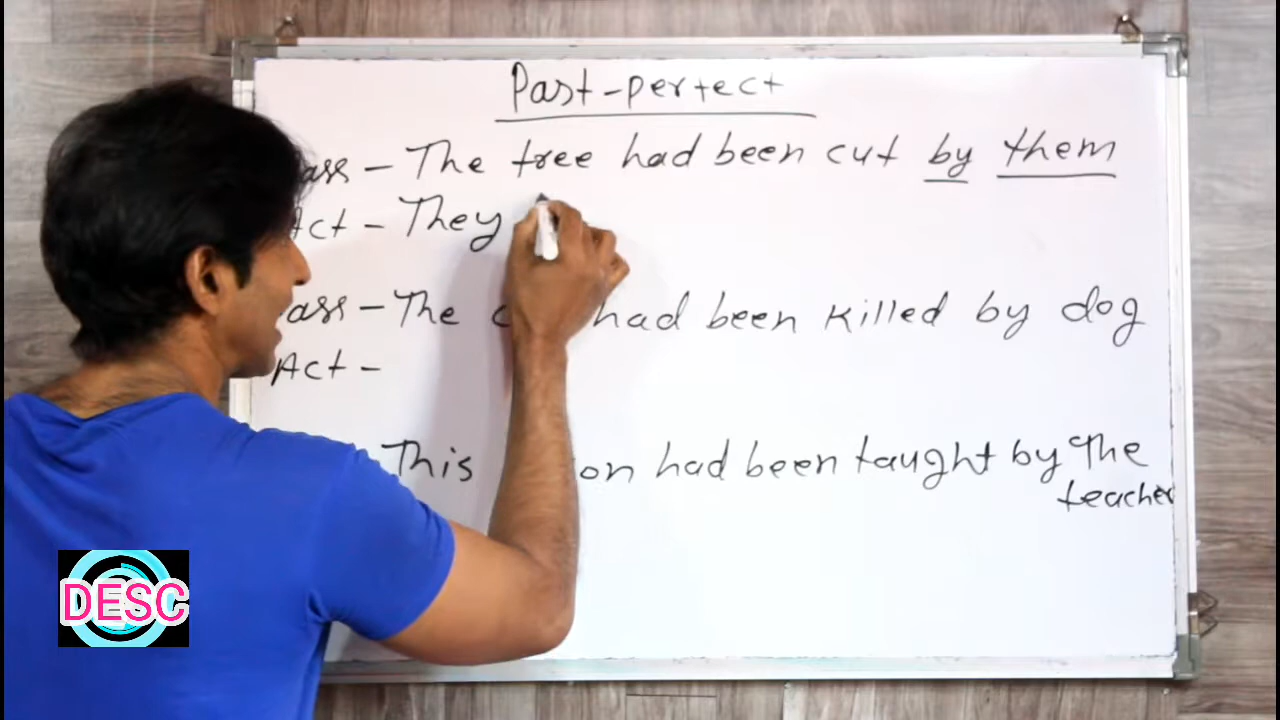 Past-pertect
ass - The tree had been cut by them
Act - They
ass - The had been killed by dog
Act -
This on had been taught by The
teacher
DESC